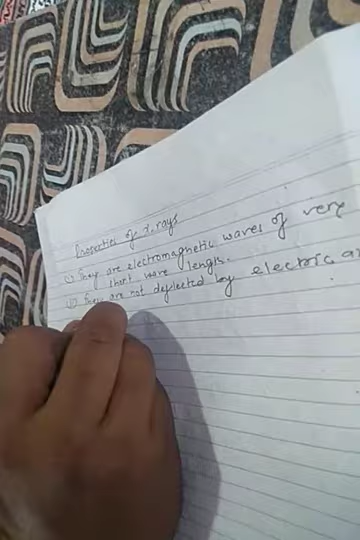 Properties of X-rays
(i) They are electromagnetic waves of very
short wave length.
(ii) They are not deflected by electric